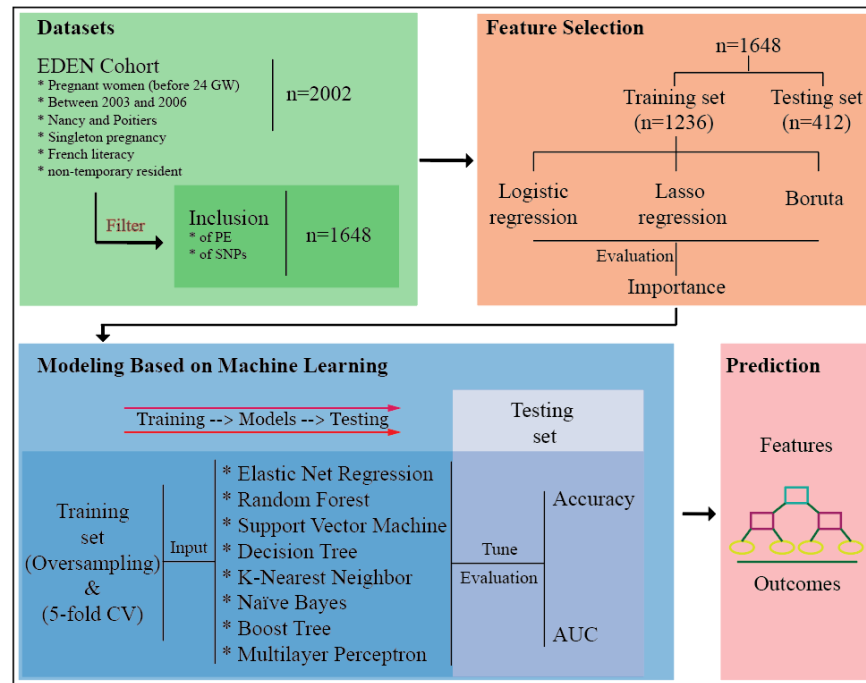 Datasets
EDEN Cohort
* Pregnant women (before 24 GW)
* Between 2003 and 2006
* Nancy and Poitiers
* Singleton pregnancy
* French literacy
* non-temporary resident
n=2002
Filter
Inclusion
* of PE
* of SNPs
n=1648
Feature Selection
n=1648
Training set
(n=1236)
Testing set
(n=412)
Logistic
regression
Lasso
regression
Boruta
Evaluation
Importance
Modeling Based on Machine Learning
Training --> Models --> Testing
Testing
set
Training
set
(Oversampling)
&
(5-fold CV)
Input
* Elastic Net Regression
* Random Forest
* Support Vector Machine
* Decision Tree
* K-Nearest Neighbor
* Naïve Bayes
* Boost Tree
* Multilayer Perceptron
Tune
Evaluation
Accuracy
AUC
Prediction
Features
Outcomes